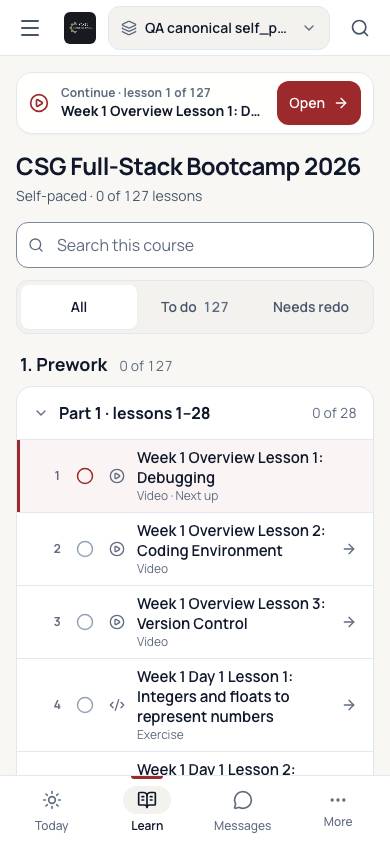 QA canonical self_p...
Continue · lesson 1 of 127
Week 1 Overview Lesson 1: D...
Open
CSG Full-Stack Bootcamp 2026
Self-paced · 0 of 127 lessons
Search this course
All
To do 127
Needs redo
1. Prework 0 of 127
Part 1 · lessons 1–28 0 of 28
1
Week 1 Overview Lesson 1:
Debugging
Video · Next up
2
Week 1 Overview Lesson 2:
Coding Environment
Video
3
Week 1 Overview Lesson 3:
Version Control
Video
4
Week 1 Day 1 Lesson 1:
Integers and floats to
represent numbers
Exercise
Week 1 Day 1 Lesson 2:
Today
Learn
Messages
More